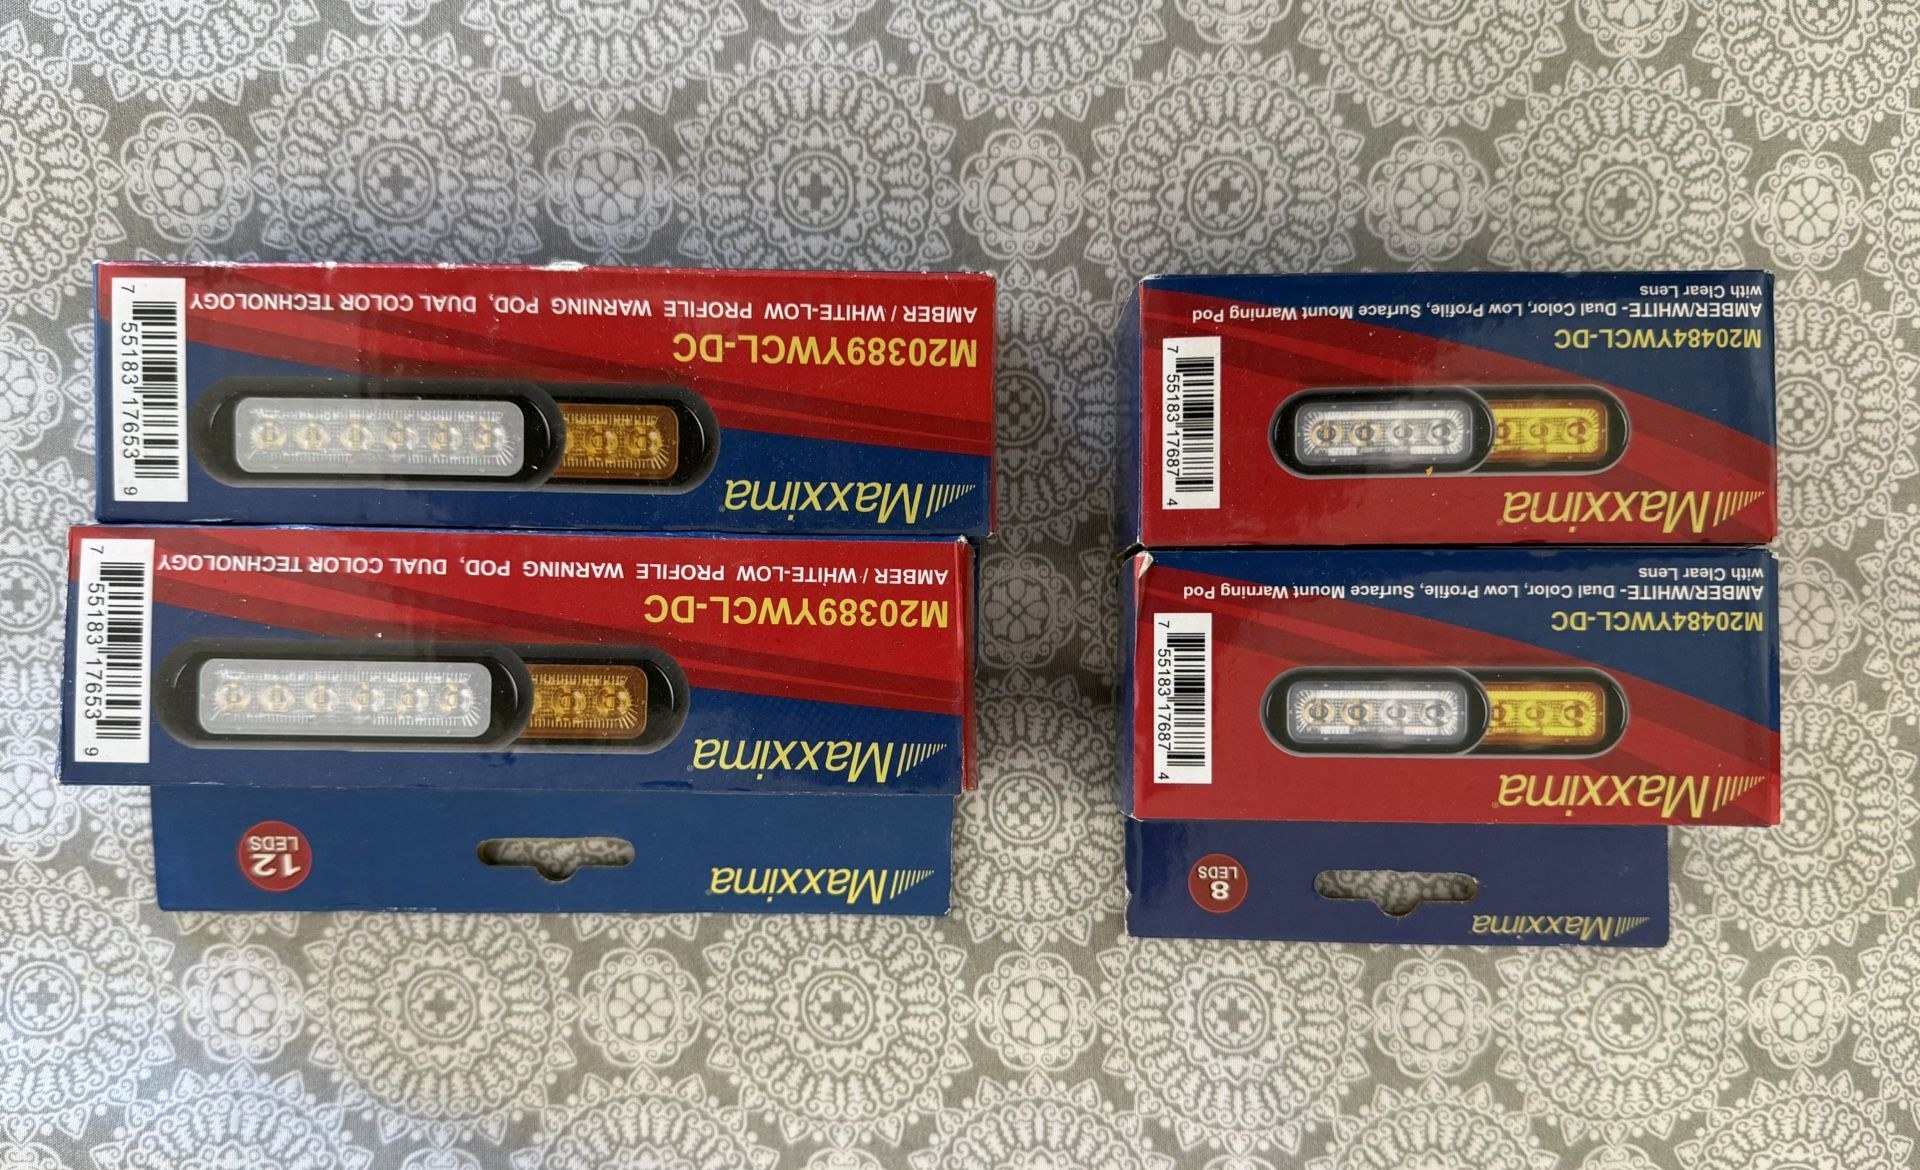 Maxxima®
12
LEDS
Maxxima®
M20389YWCL-DC
AMBER / WHITE-LOW PROFILE WARNING POD, DUAL COLOR TECHNOLOGY
7 55183 17653 9
Maxxima®
M20389YWCL-DC
AMBER / WHITE-LOW PROFILE WARNING POD, DUAL COLOR TECHNOLOGY
7 55183 17653 9
Maxxima®
8
LEDS
Maxxima®
M20484YWCL-DC
AMBER/WHITE- Dual Color, Low Profile, Surface Mount Warning Pod
with Clear Lens
7 55183 17687 4
Maxxima®
M20484YWCL-DC
AMBER/WHITE- Dual Color, Low Profile, Surface Mount Warning Pod
with Clear Lens
7 55183 17687 4